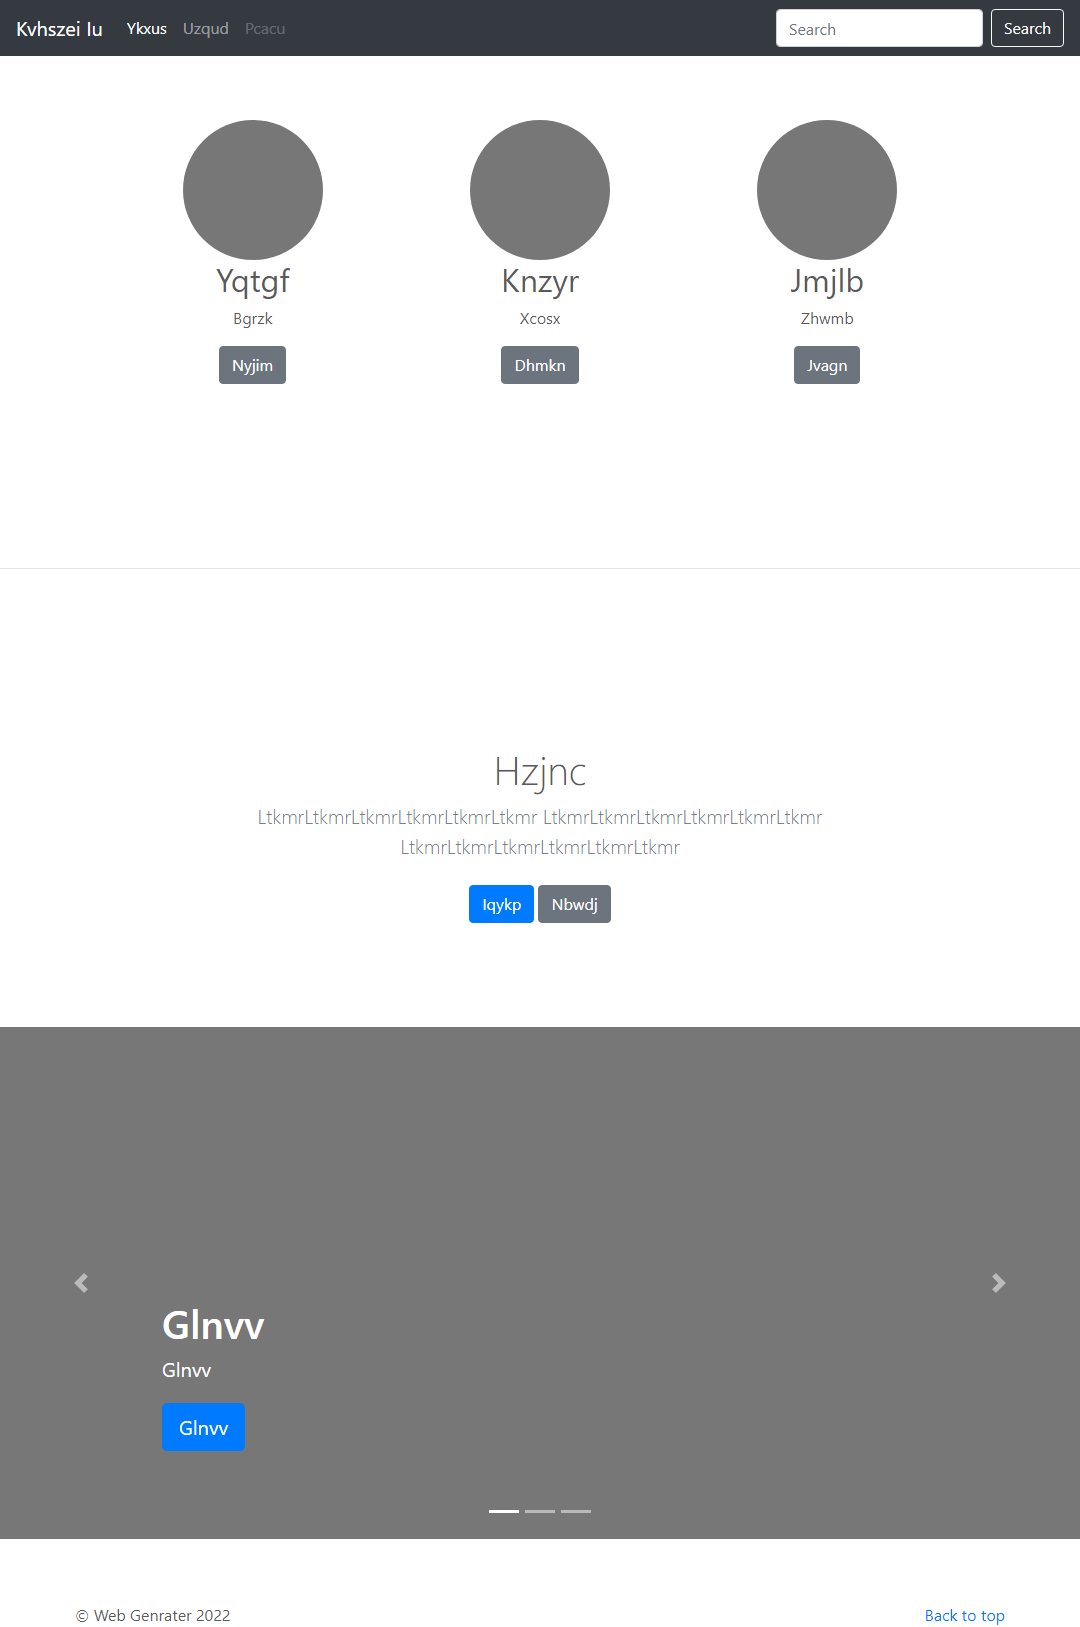 Kvhszei Iu Ykxus Uzqud Pcacu Search Search
Yqtgf Knzyr Jmjlb
Bgrzk Xcosx Zhwmb
Nyjim Dhmkn Jvagn
Hzjnc
LtkmrLtkmrLtkmrLtkmrLtkmrLtkmr LtkmrLtkmrLtkmrLtkmrLtkmrLtkmr
LtkmrLtkmrLtkmrLtkmrLtkmrLtkmr
Iqykp Nbwdj
Glnvv
Glnvv
Glnvv
© Web Genrater 2022 Back to top